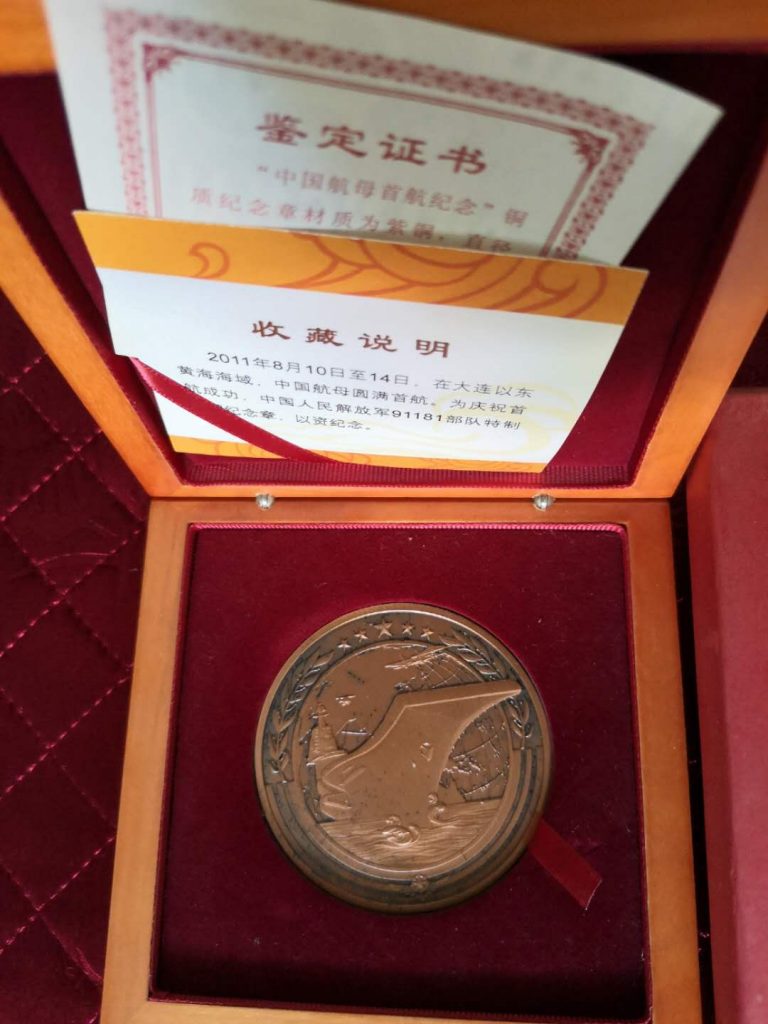 鉴定证书
“中国航母首航纪念”铜
质纪念章材质为紫铜，直径
收藏说明
2011年8月10日至14日，在大连以东
黄海海域，中国航母圆满首航。为庆祝首
航成功，中国人民解放军91181部队特制
纪念章，以资纪念。